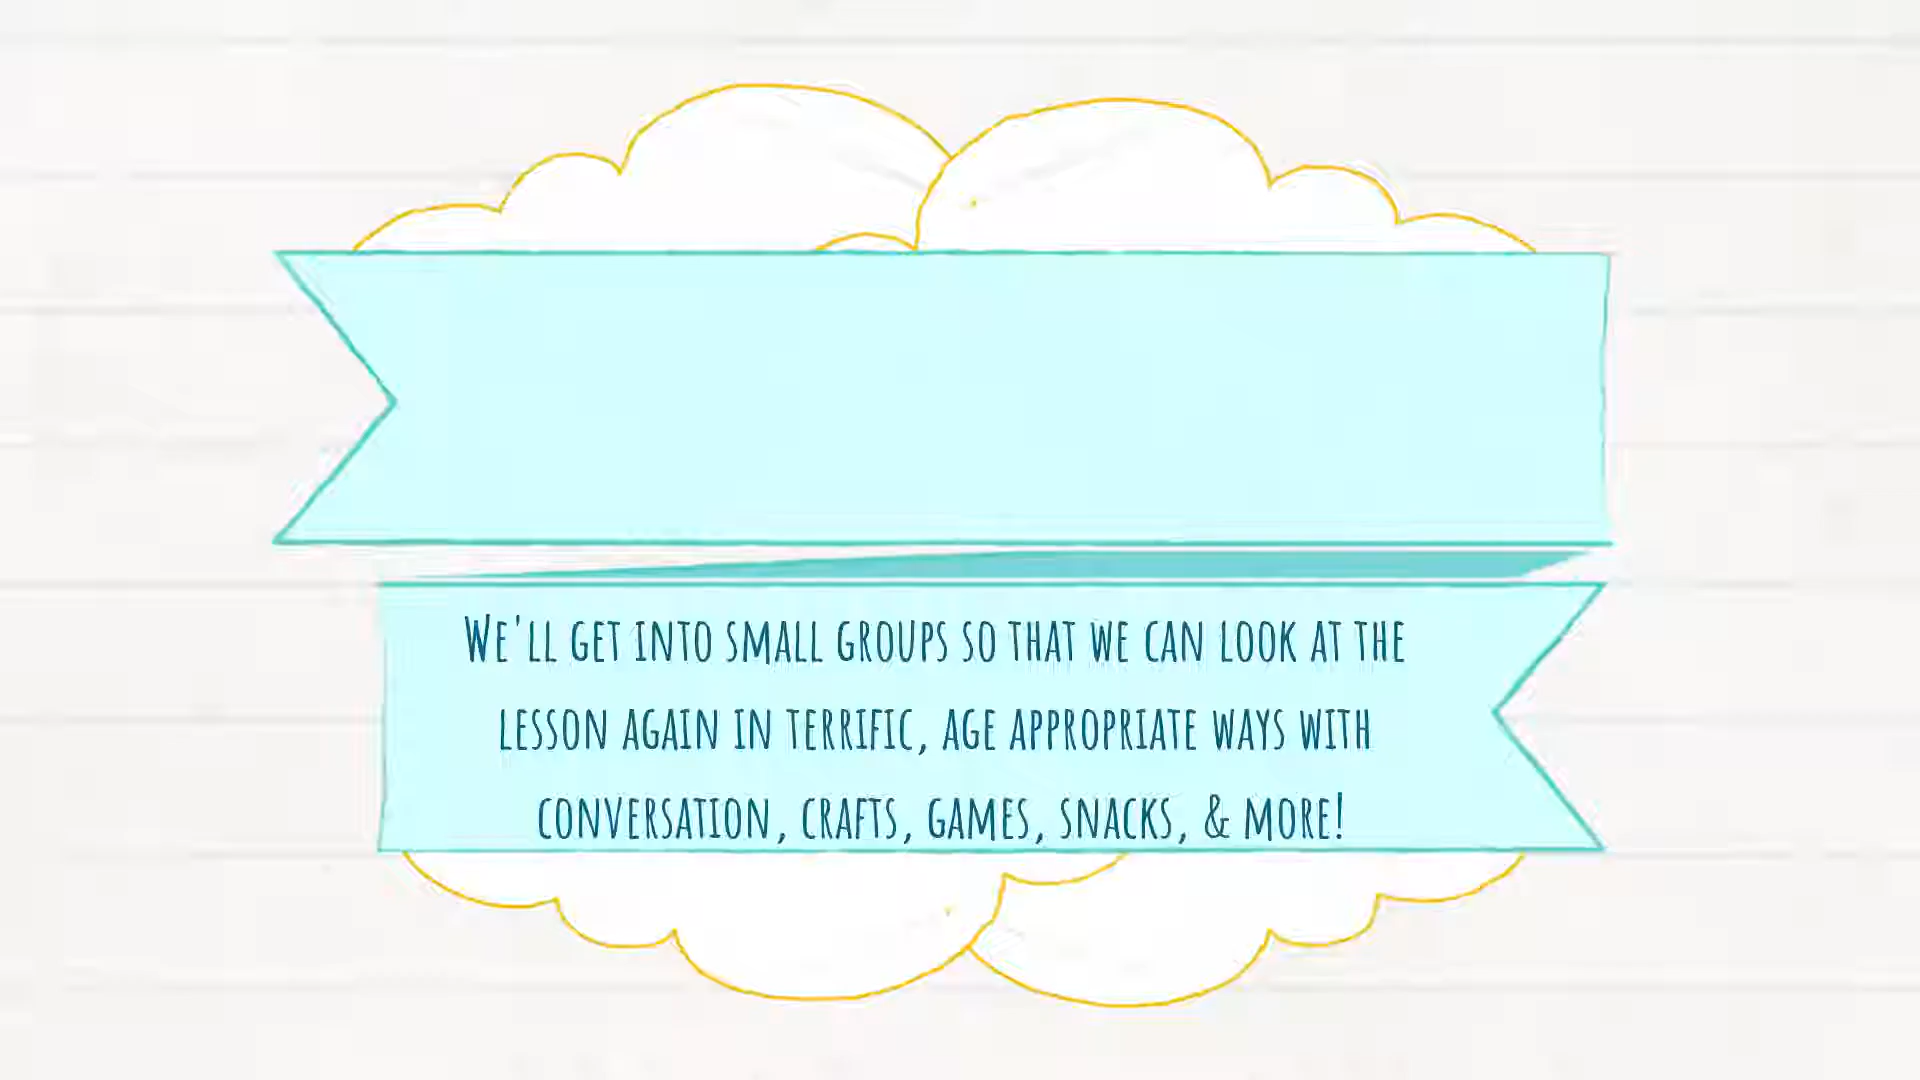 We'll get into small groups so that we can look at the
lesson again in terrific, age appropriate ways with
conversation, crafts, games, snacks, & more!